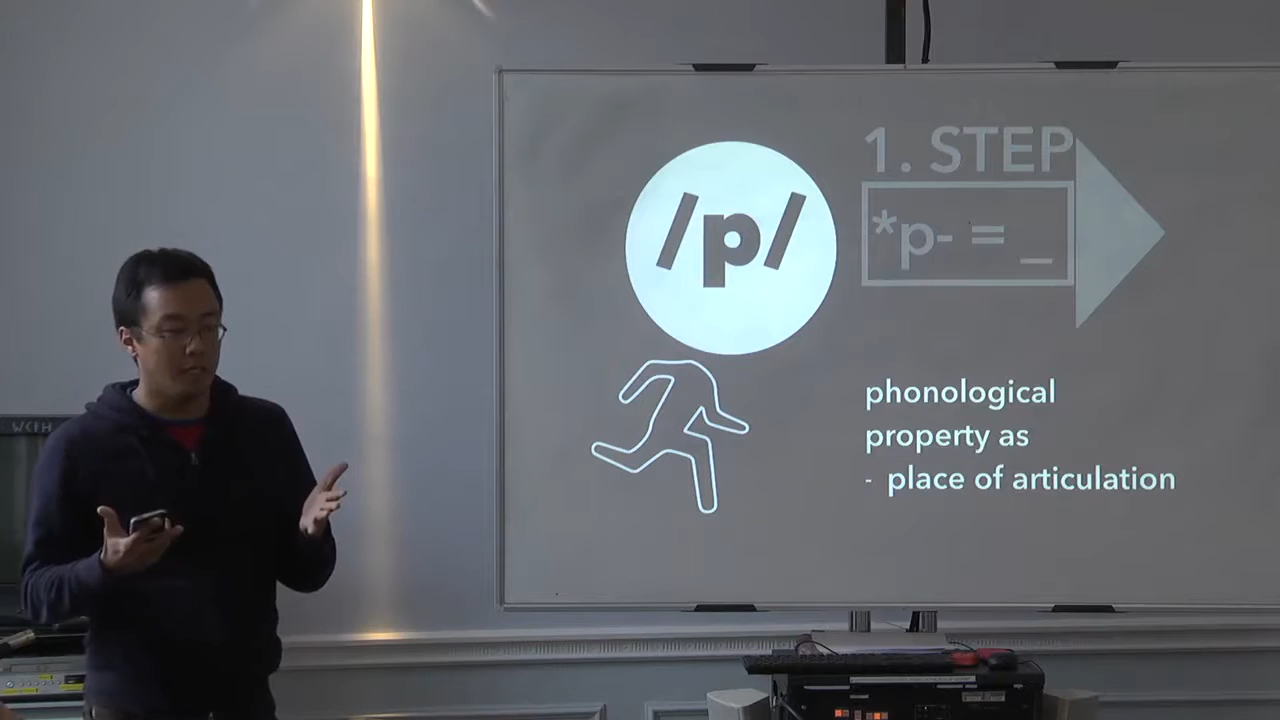 /p/
1. STEP
*p- = _
phonological
property as
- place of articulation